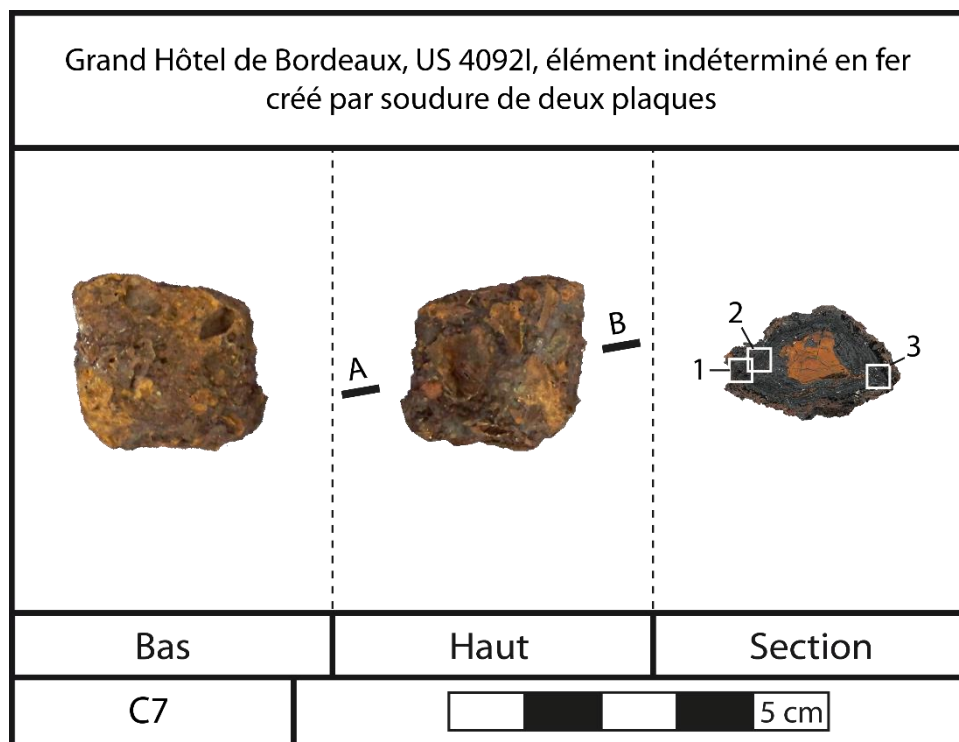 Grand Hôtel de Bordeaux, US 4092I, élément indéterminé en fer
créé par soudure de deux plaques
A
B
1
2
3
Bas
Haut
Section
C7
5 cm